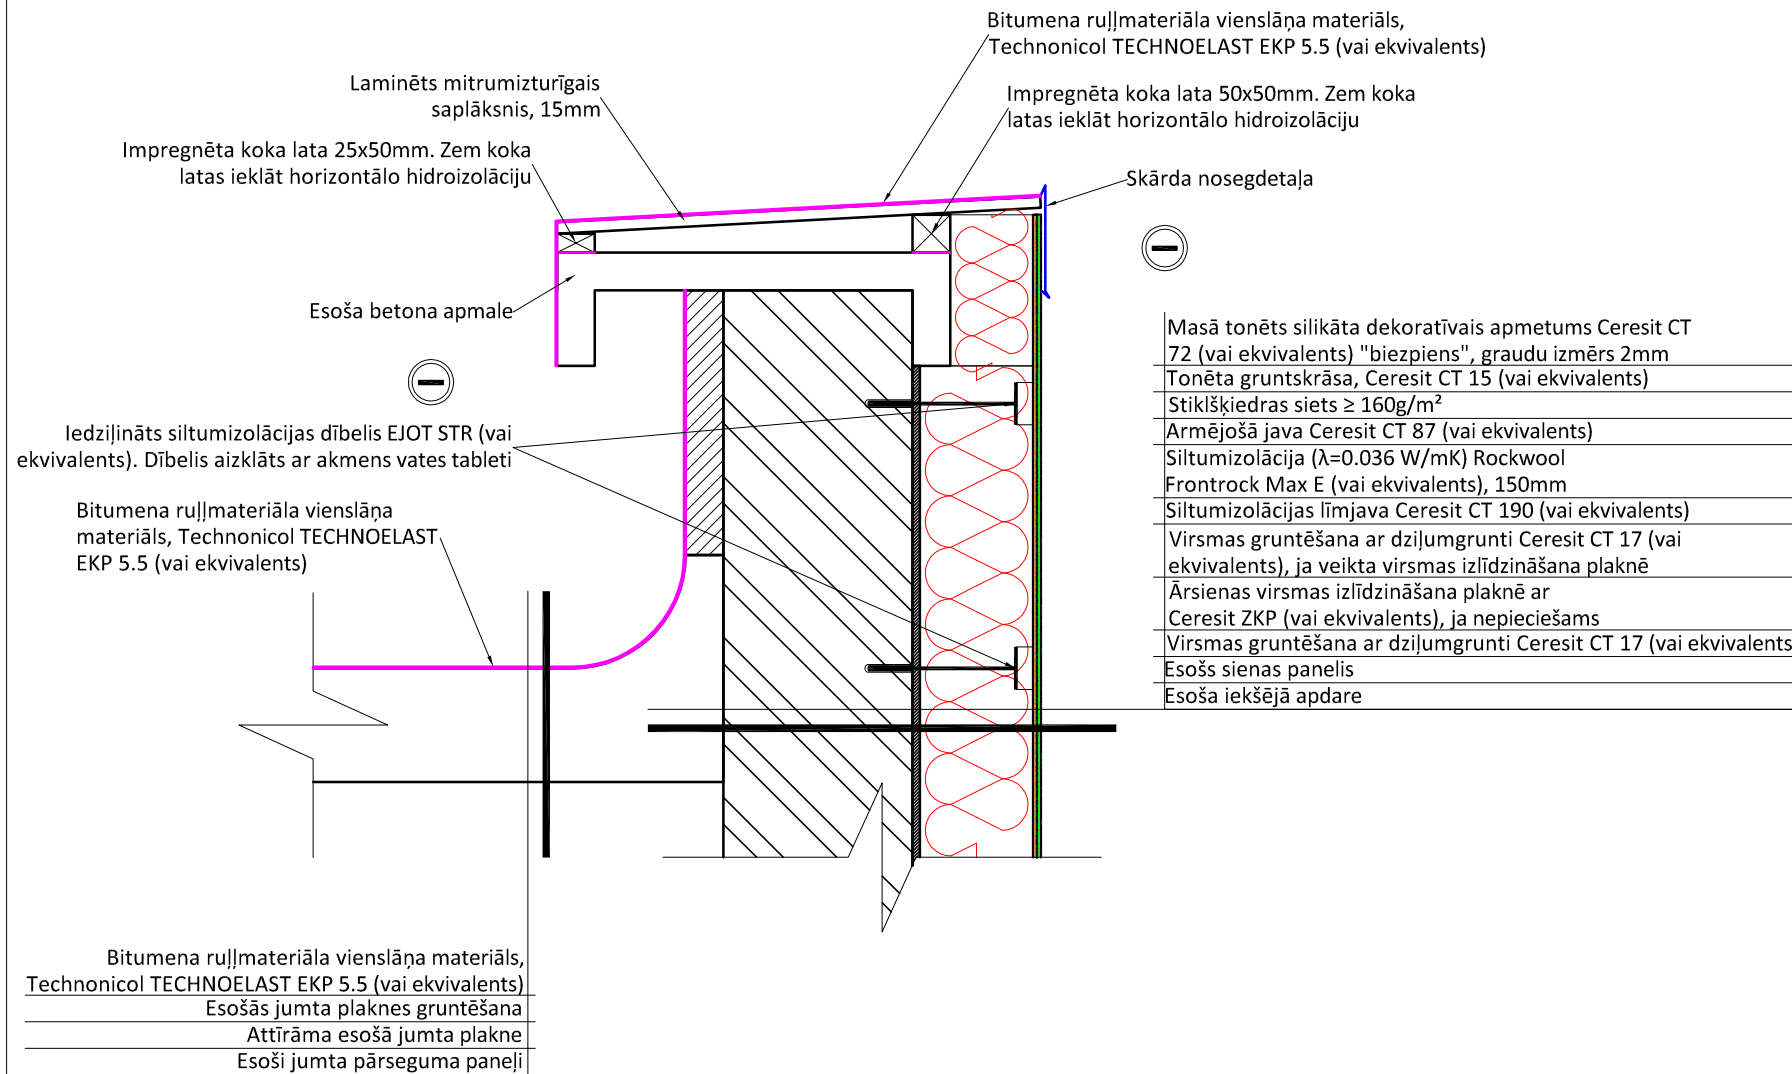 Bitumena ruļļmateriāla vienslāņa materiāls,
Technonicol TECHNOELAST EKP 5.5 (vai ekvivalents)
Laminēts mitrumizturīgais
saplāksnis, 15mm
Impregnēta koka lata 50x50mm. Zem koka
latas ieklāt horizontālo hidroizolāciju
Impregnēta koka lata 25x50mm. Zem koka
latas ieklāt horizontālo hidroizolāciju
Skārda nosegdetaļa
Esoša betona apmale
Masā tonēts silikāta dekoratīvais apmetums Ceresit CT
72 (vai ekvivalents) "biezpiens", graudu izmērs 2mm
Tonēta gruntskrāsa, Ceresit CT 15 (vai ekvivalents)
Stiklšķiedras siets ≥ 160g/m²
Armējošā java Ceresit CT 87 (vai ekvivalents)
Siltumizolācija (λ=0.036 W/mK) Rockwool
Frontrock Max E (vai ekvivalents), 150mm
Siltumizolācijas līmjava Ceresit CT 190 (vai ekvivalents)
Virsmas gruntēšana ar dziļumgrunti Ceresit CT 17 (vai
ekvivalents), ja veikta virsmas izlīdzināšana plaknē
Ārsienas virsmas izlīdzināšana plaknē ar
Ceresit ZKP (vai ekvivalents), ja nepieciešams
Virsmas gruntēšana ar dziļumgrunti Ceresit CT 17 (vai ekvivalents
Esošs sienas panelis
Esoša iekšējā apdare
Iedziļināts siltumizolācijas dībelis EJOT STR (vai
ekvivalents). Dībelis aizklāts ar akmens vates tableti
Bitumena ruļļmateriāla vienslāņa
materiāls, Technonicol TECHNOELAST
EKP 5.5 (vai ekvivalents)
Bitumena ruļļmateriāla vienslāņa materiāls,
Technonicol TECHNOELAST EKP 5.5 (vai ekvivalents)
Esošās jumta plaknes gruntēšana
Attīrāma esošā jumta plakne
Esoši jumta pārseguma paneļi